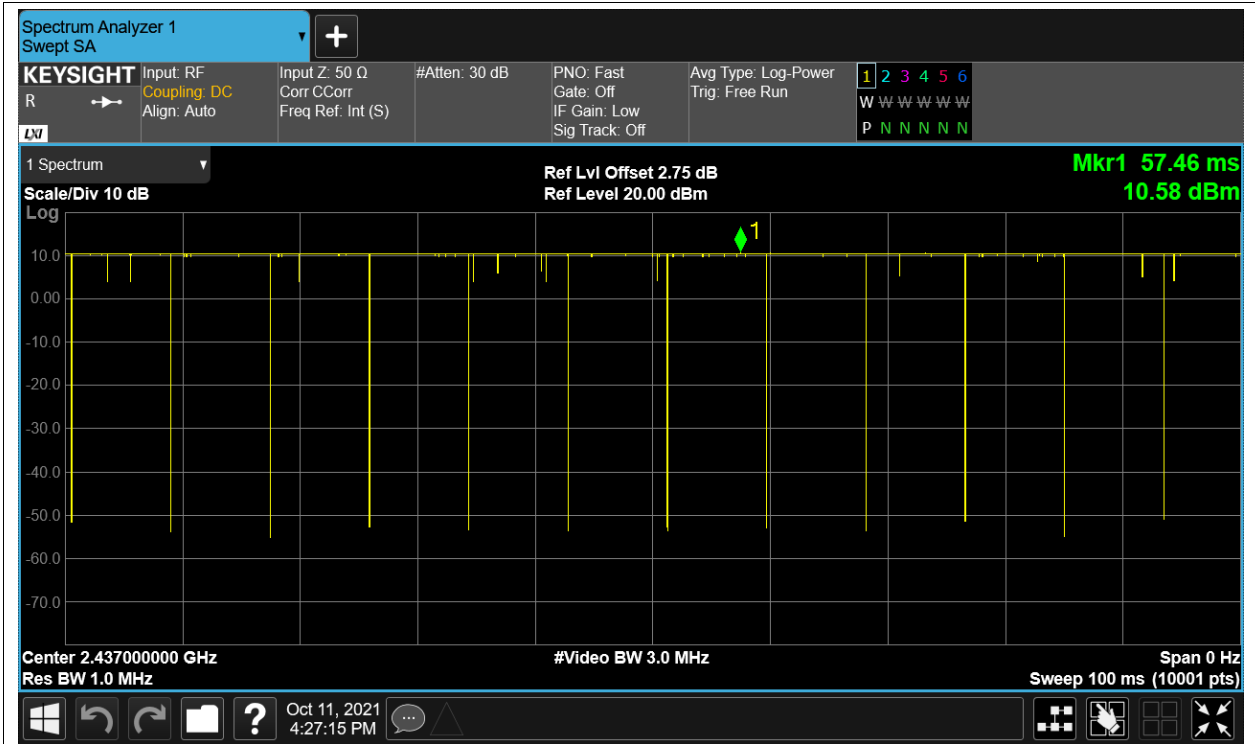 Spectrum Analyzer 1
Swept SA
+
KEYSIGHT
R
LXI
Input: RF
Coupling: DC
Align: Auto
Input Z: 50 Ω
Corr CCorr
Freq Ref: Int (S)
#Atten: 30 dB
PNO: Fast
Gate: Off
IF Gain: Low
Sig Track: Off
Avg Type: Log-Power
Trig: Free Run
1 2 3 4 5 6
W W W W W W
P N N N N N
1 Spectrum
Scale/Div 10 dB
Log
Ref Lvl Offset 2.75 dB
Ref Level 20.00 dBm
Mkr1 57.46 ms
10.58 dBm
1
10.0
0.00
-10.0
-20.0
-30.0
-40.0
-50.0
-60.0
-70.0
Center 2.437000000 GHz
Res BW 1.0 MHz
#Video BW 3.0 MHz
Span 0 Hz
Sweep 100 ms (10001 pts)
?
Oct 11, 2021
4:27:15 PM